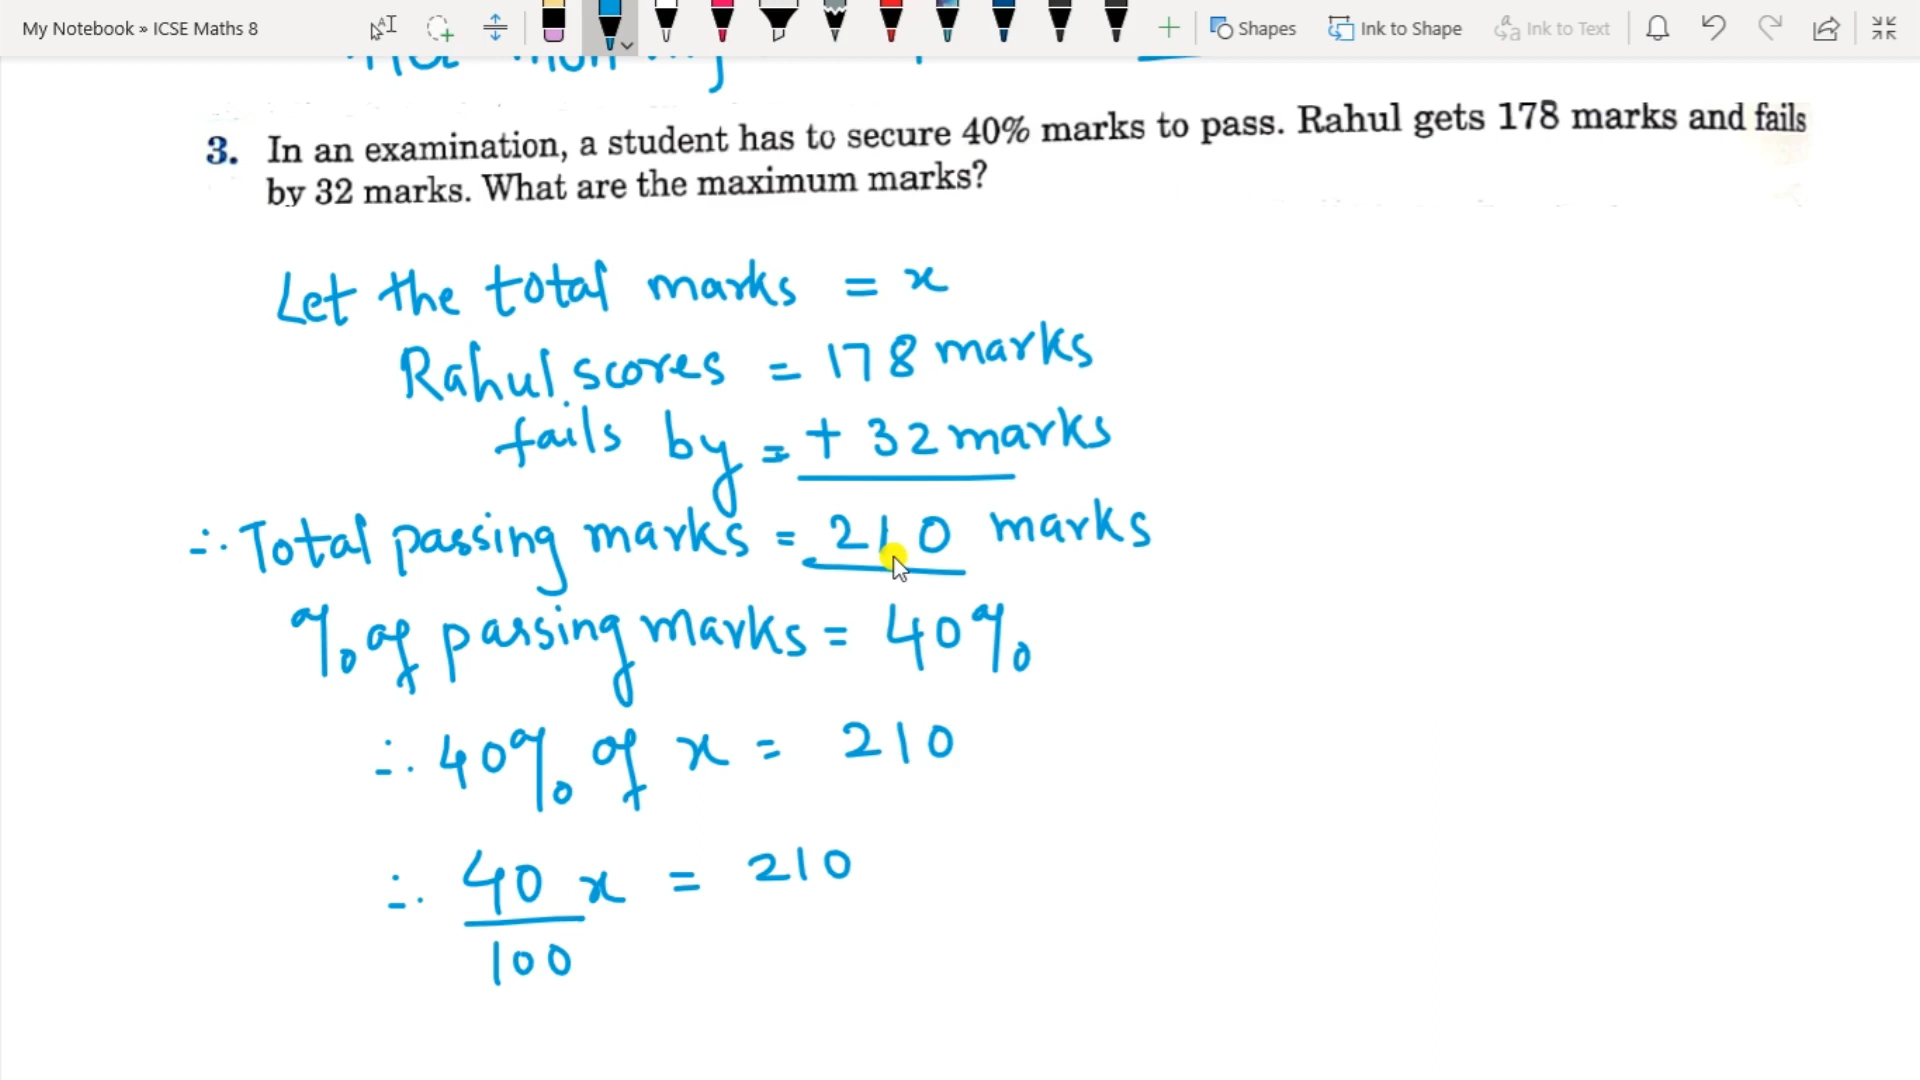 My Notebook » ICSE Maths 8
Shapes
Ink to Shape
Ink to Text
3. In an examination, a student has to secure 40% marks to pass. Rahul gets 178 marks and fails
by 32 marks. What are the maximum marks?
Let the total marks = x
Rahul scores = 178 marks
fails by = + 32 marks
∴ Total passing marks = 210 marks
% of passing marks = 40%
∴ 40% of x = 210
∴ 40 x = 210
100